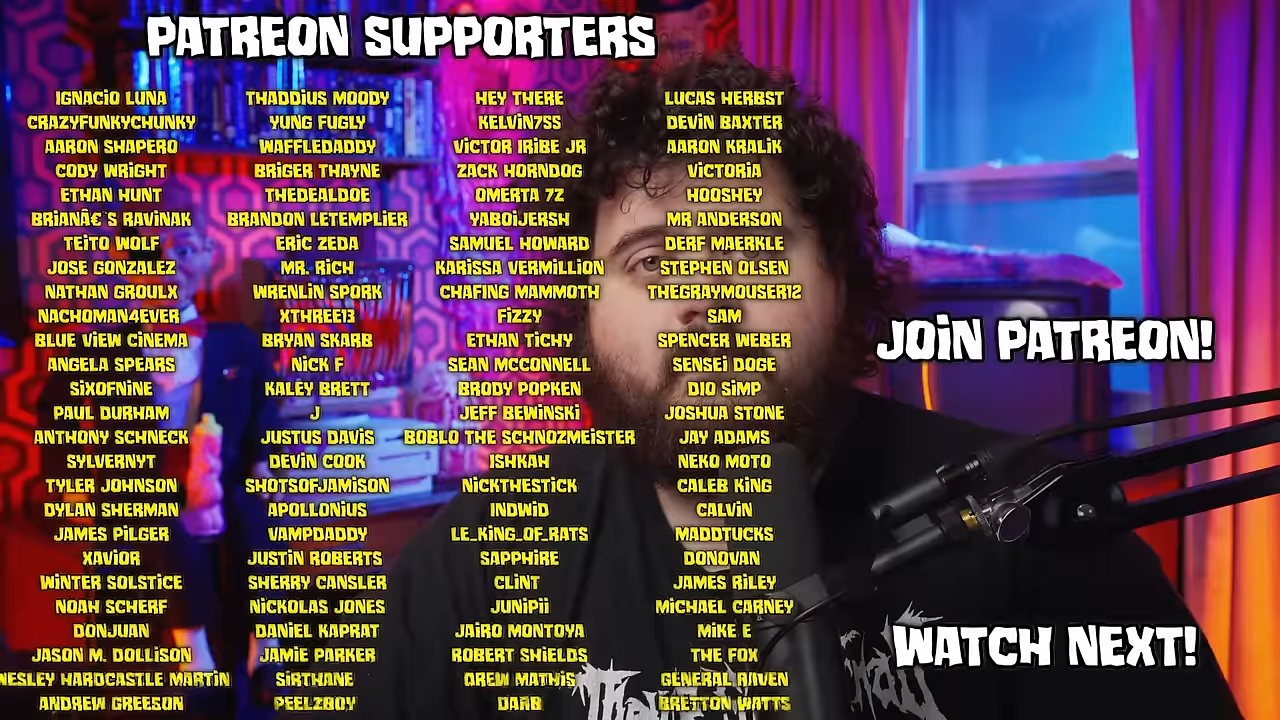 PATREON SUPPORTERS
IGNACIO LUNA
CRAZYFUNKYCHUNKY
AARON SHAPERO
CODY WRIGHT
ETHAN HUNT
BRIANÂ€˜S RAVINAK
TEITO WOLF
JOSE GONZALEZ
NATHAN GROULX
NACHOMAN4EVER
BLUE VIEW CINEMA
ANGELA SPEARS
SIXOFNINE
PAUL DURHAM
ANTHONY SCHNECK
SYLVERNYT
TYLER JOHNSON
DYLAN SHERMAN
JAMES PILGER
XAVIOR
WINTER SOLSTICE
NOAH SCHERF
DONJUAN
JASON M. DOLLISON
WESLEY HARDCASTLE MARTIN
ANDREW GREESON
THADDIUS MOODY
YUNG FUGLY
WAFFLEDADDY
BRIGER THAYNE
THEDEALDOE
BRANDON LETEMPLIER
ERIC ZEDA
MR. RICH
WRENLIN SPORK
XTHREE13
BRYAN SKARB
NICK F
KALEY BRETT
J
JUSTUS DAVIS
DEVIN COOK
SHOTSOFJAMISON
APOLLONIUS
VAMPDADDY
JUSTIN ROBERTS
SHERRY CANSLER
NICKOLAS JONES
DANIEL KAPRAT
JAMIE PARKER
SIRTHANE
PEELZBOY
HEY THERE
KELVIN7SS
VICTOR IRIBE JR
ZACK HORNDOG
OMERTA 7Z
YABOIJERSH
SAMUEL HOWARD
KARISSA VERMILLION
CHAFING MAMMOTH
FIZZY
ETHAN TICHY
SEAN MCCONNELL
BRODY POPKEN
JEFF BEWINSKI
BOBLO THE SCHNOZMEISTER
ISHKAH
NICKTHESTICK
INDWID
LE_KING_OF_RATS
SAPPHIRE
CLINT
JUNIPII
JAIRO MONTOYA
ROBERT SHIELDS
DREW MATHIS
DARB
LUCAS HERBST
DEVIN BAXTER
AARON KRALIK
VICTORIA
HOOSHEY
MR ANDERSON
DERF MAERKLE
STEPHEN OLSEN
THEGRAYMOUSER12
SAM
SPENCER WEBER
SENSEI DOGE
DIO SIMP
JOSHUA STONE
JAY ADAMS
NEKO MOTO
CALEB KING
CALVIN
MADDTUCKS
DONOVAN
JAMES RILEY
MICHAEL CARNEY
MIKE E
THE FOX
GENERAL RAVEN
BRETTON WATTS
JOIN PATREON!
WATCH NEXT!